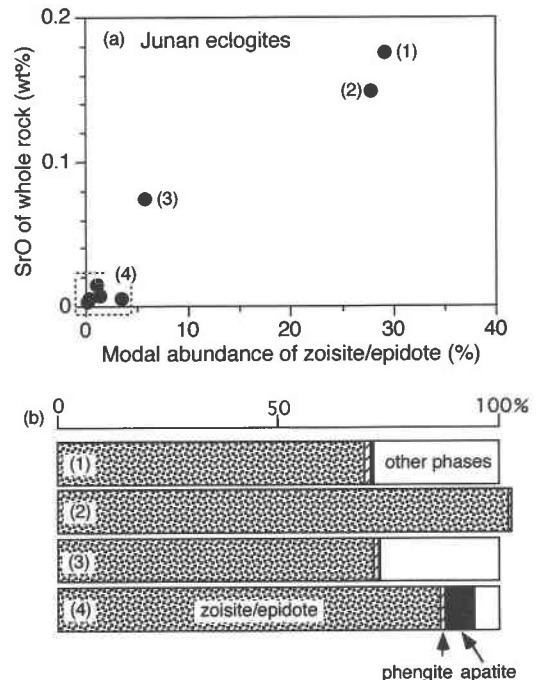 0.2
(a) Junan eclogites
(1)
(2)
0.1
(3)
(4)
0
0 10 20 30 40
SrO of whole rock (wt%)
Modal abundance of zoisite/epidote (%)
(b)
0 50 100%
(1) other phases
(2)
(3)
(4) zoisite/epidote
phengite apatite